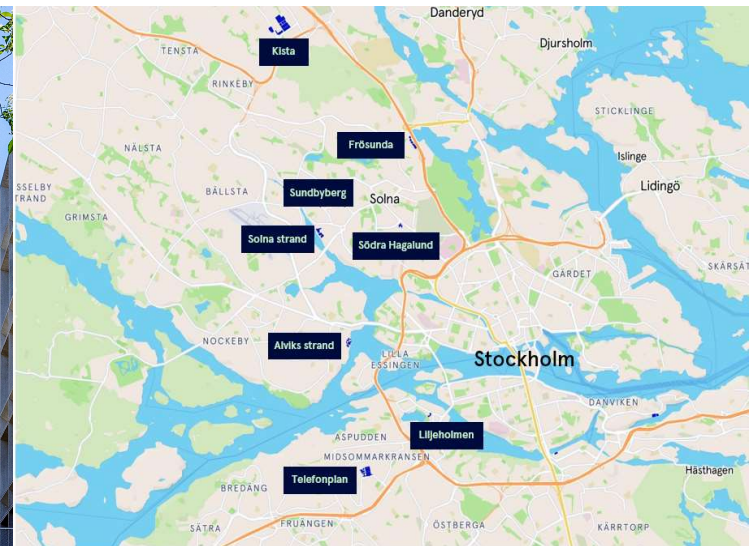 Danderyd
Djursholm
Kista
TENSTA
RINKEBY
STICKLINGE
NÄLSTA
Frösunda
Islinge
Lidingö
SSELBY
TRAND
BÄLLSTA
Sundbyberg
Solna
GRIMSTA
Solna strand
Södra Hagalund
GÄRDET
SKÄRSÄT
NOCKEBY
Alviks strand
LILLA
ESSINGEN
Stockholm
DANVIKEN
ASPUDDEN
Liljeholmen
MIDSOMMARKRANSEN
Hästhagen
BREDÄNG
Telefonplan
SÄTRA
FRUÄNGEN
ÖSTBERGA
KÄRRTORP